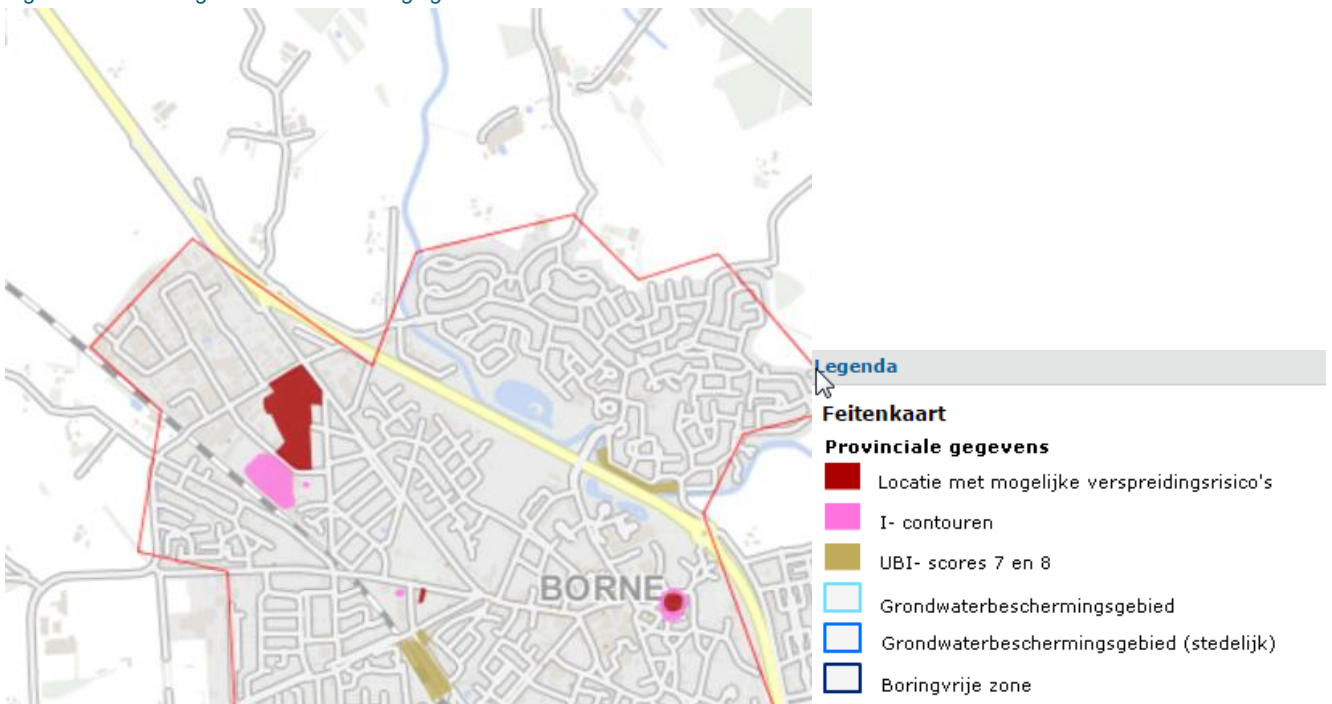 BORNE
Legenda
Feitenkaart
Provinciale gegevens
Locatie met mogelijke verspreidingsrisico's
I- contouren
UBI- scores 7 en 8
Grondwaterbeschermingsgebied
Grondwaterbeschermingsgebied (stedelijk)
Boringvrije zone